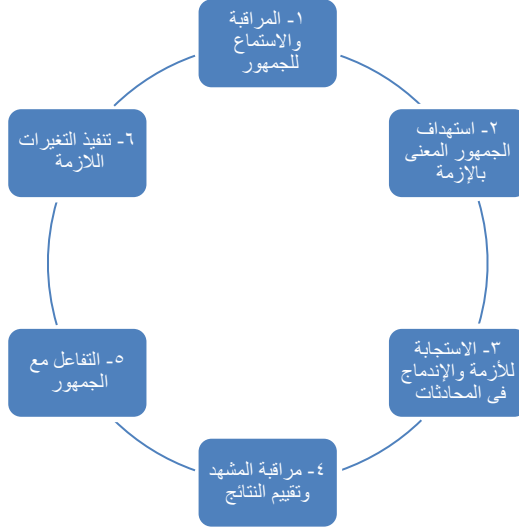 ١- المراقبة
والاستماع
للجمهور
٢- استهداف
الجمهور المعنى
بالإزمة
٣- الاستجابة
للأزمة والإندماج
فى المحادثات
٤- مراقبة المشهد
وتقييم النتائج
٥- التفاعل مع
الجمهور
٦- تنفيذ التغيرات
اللازمة